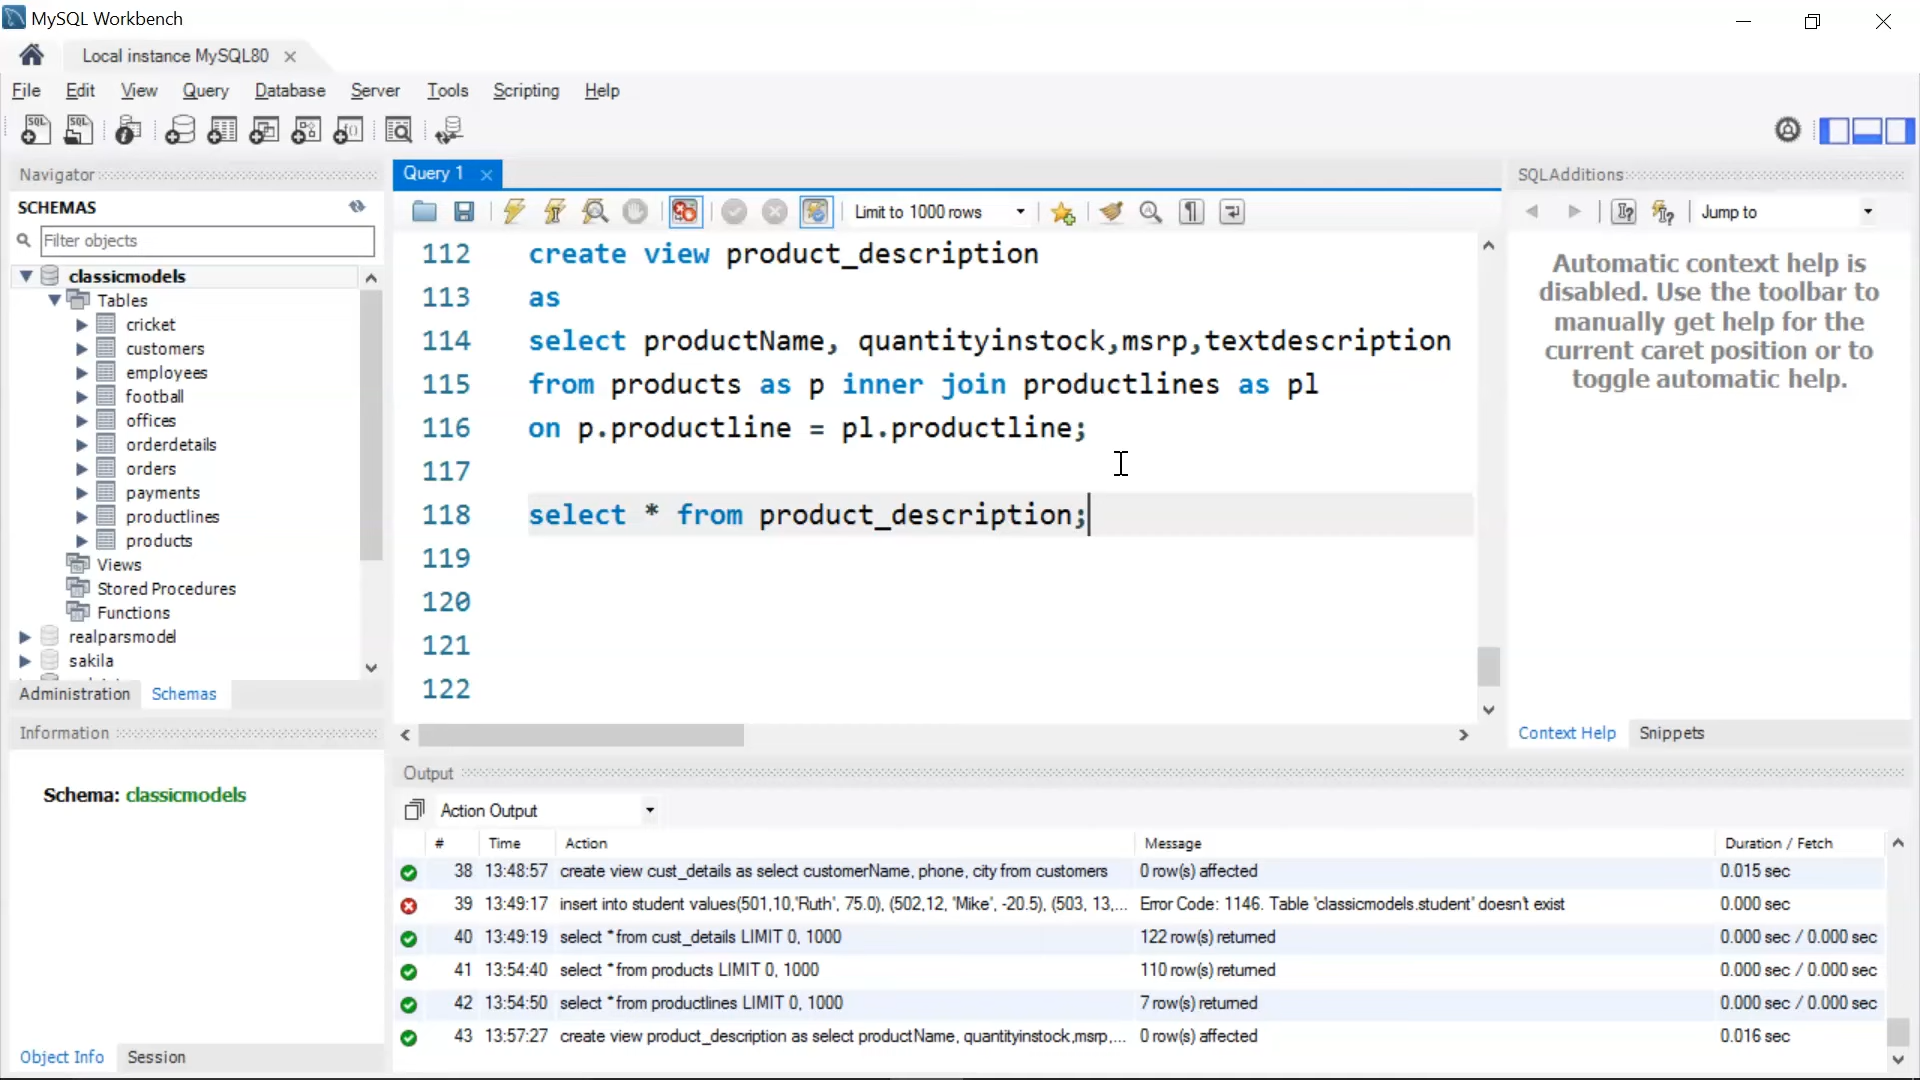 MySQL Workbench
Local instance MySQL80
File Edit View Query Database Server Tools Scripting Help
Navigator
SCHEMAS
Filter objects
classicmodels
Tables
cricket
customers
employees
football
offices
orderdetails
orders
payments
productlines
products
Views
Stored Procedures
Functions
realparsmodel
sakila
Administration Schemas
Information
Schema: classicmodels
Object Info Session
Query 1
Limit to 1000 rows
112 create view product_description
113 as
114 select productName, quantityinstock,msrp,textdescription
115 from products as p inner join productlines as pl
116 on p.productline = pl.productline;
117
118 select * from product_description;
119
120
121
122
SQLAdditions
Jump to
Automatic context help is
disabled. Use the toolbar to
manually get help for the
current caret position or to
toggle automatic help.
Context Help Snippets
Output
Action Output
# Time Action Message Duration / Fetch
38 13:48:57 create view cust_details as select customerName, phone, city from customers 0 row(s) affected 0.015 sec
39 13:49:17 insert into student values(501,10,'Ruth', 75.0), (502,12, 'Mike', -20.5), (503, 13,... Error Code: 1146. Table 'classicmodels.student' doesn't exist 0.000 sec
40 13:49:19 select * from cust_details LIMIT 0, 1000 122 row(s) returned 0.000 sec / 0.000 sec
41 13:54:40 select * from products LIMIT 0, 1000 110 row(s) returned 0.000 sec / 0.000 sec
42 13:54:50 select * from productlines LIMIT 0, 1000 7 row(s) returned 0.000 sec / 0.000 sec
43 13:57:27 create view product_description as select productName, quantityinstock,msrp,... 0 row(s) affected 0.016 sec